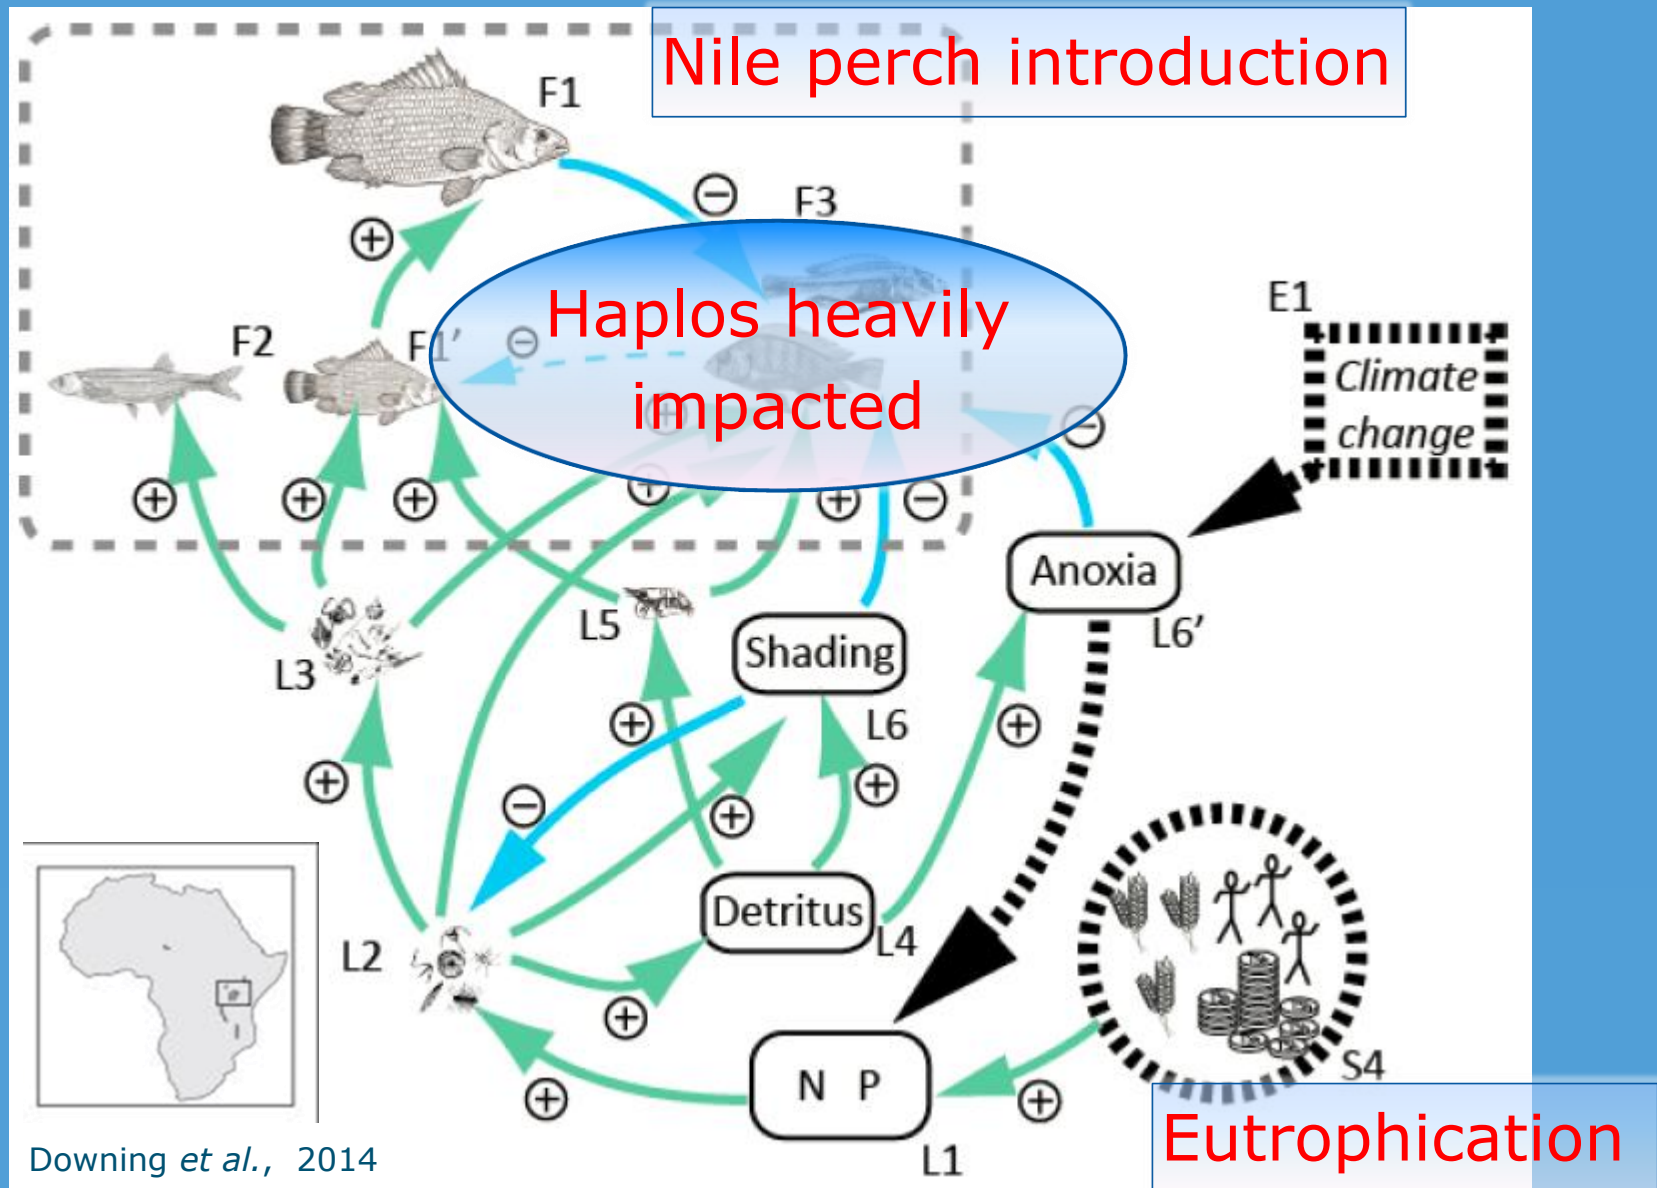 Nile perch introduction
F1
⊖
F3
⊕
Haplos heavily
impacted
E1
Climate
change
F2
F1′
⊖
⊕
⊖
⊕
⊕
⊕
⊕
⊕
⊖
Anoxia
L6′
L5
Shading
L3
L6
⊕
⊕
⊕
⊕
⊖
⊕
Detritus
L4
L2
⊕
N P
L1
⊕
⊕
S4
Eutrophication
Downing et al., 2014